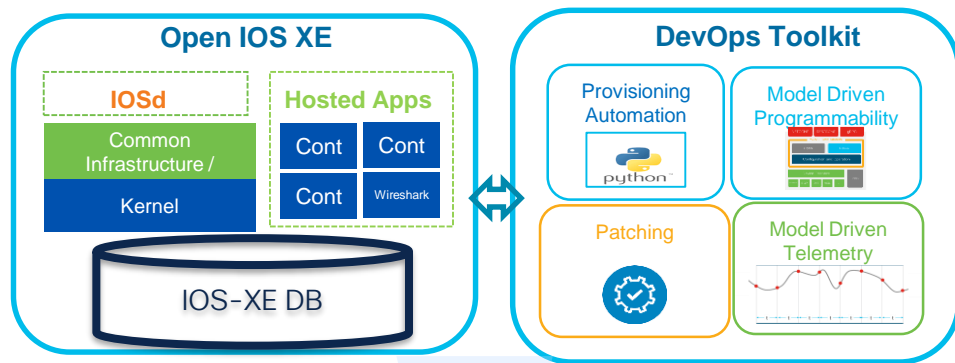 Open IOS XE
IOSd
Common
Infrastructure /
Kernel
Hosted Apps
Cont
Cont
Cont
Wireshark
IOS-XE DB
DevOps Toolkit
Provisioning
Automation
python
Model Driven
Programmability
Patching
Model Driven
Telemetry